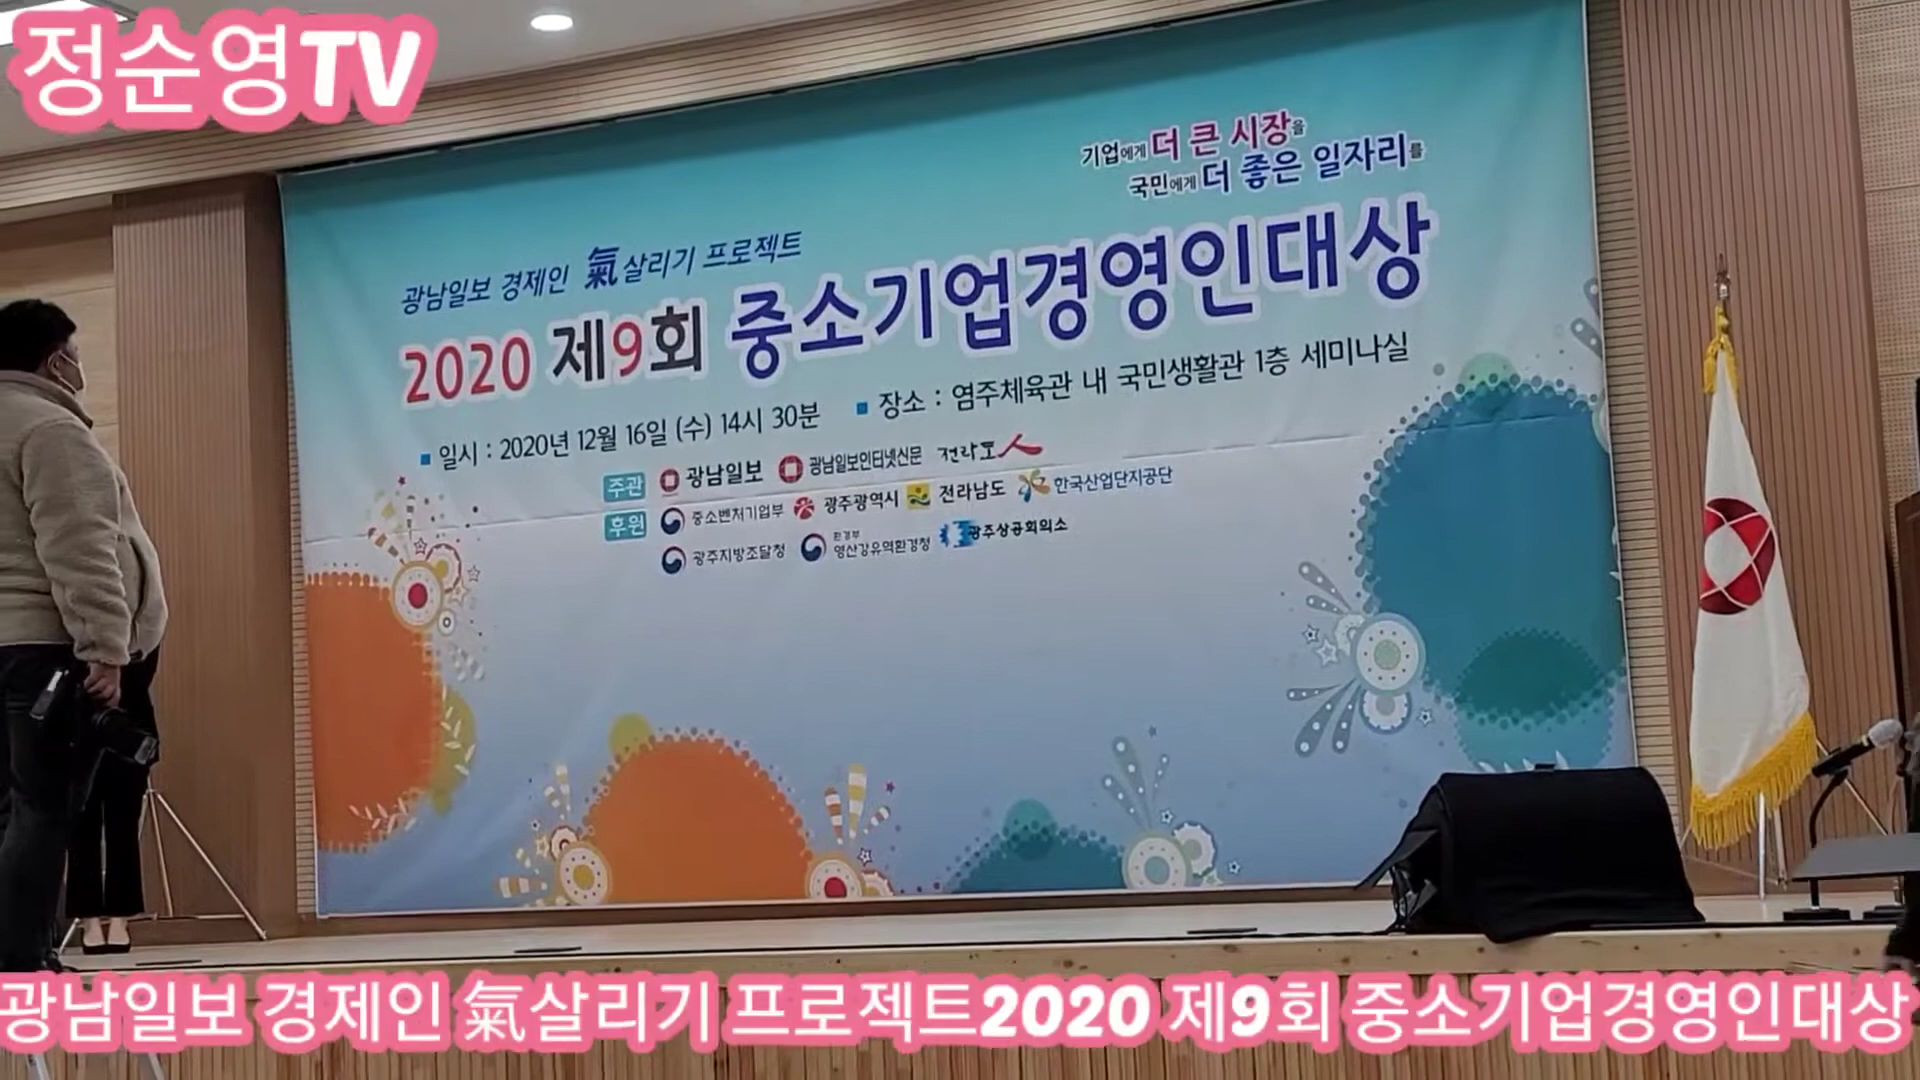 정순영TV
기업에게 더 큰 시장을
국민에게 더 좋은 일자리를
광남일보 경제인 氣살리기 프로젝트
2020 제9회 중소기업경영인대상
■ 일시 : 2020년 12월 16일 (수) 14시 30분 ■ 장소 : 염주체육관 내 국민생활관 1층 세미나실
주관 광남일보 광남일보인터넷신문 전라도人
후원 중소벤처기업부 광주광역시 전라남도 한국산업단지공단
광주지방조달청 환경부 영산강유역환경청 광주상공회의소
광남일보 경제인 氣살리기 프로젝트2020 제9회 중소기업경영인대상